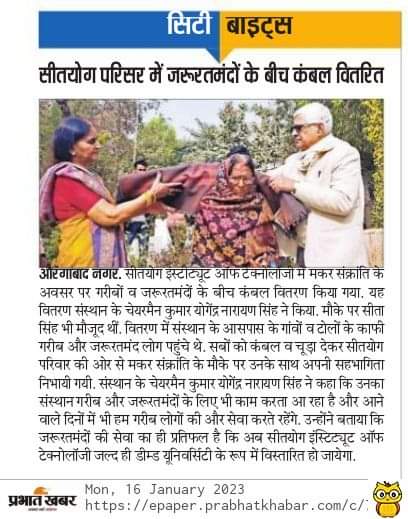 सिटी बाइट्स
सीतयोग परिसर में जरूरतमंदों के बीच कंबल वितरित
औरंगाबाद नगर. सीतयोग इंस्टीट्यूट ऑफ टेक्नोलॉजी में मकर संक्रांति के
अवसर पर गरीबों व जरूरतमंदों के बीच कंबल वितरण किया गया. यह
वितरण संस्थान के चेयरमैन कुमार योगेंद्र नारायण सिंह ने किया. मौके पर सीता
सिंह भी मौजूद थीं. वितरण में संस्थान के आसपास के गांवों व टोलों के काफी
गरीब और जरूरतमंद लोग पहुंचे थे. सबों को कंबल व चूड़ा देकर सीतयोग
परिवार की ओर से मकर संक्रांति के मौके पर उनके साथ अपनी सहभागिता
निभायी गयी. संस्थान के चेयरमैन कुमार योगेंद्र नारायण सिंह ने कहा कि उनका
संस्थान गरीब और जरूरतमंदों के लिए भी काम करता आ रहा है और आने
वाले दिनों में भी हम गरीब लोगों की और सेवा करते रहेंगे. उन्होंने बताया कि
जरूरतमंदों की सेवा का ही प्रतिफल है कि अब सीतयोग इंस्टिट्यूट ऑफ
टेक्नोलॉजी जल्द ही डीम्ड यूनिवर्सिटी के रूप में विस्तारित हो जायेगा.
प्रभात खबर
Mon, 16 January 2023
https://epaper.prabhatkhabar.com/c/